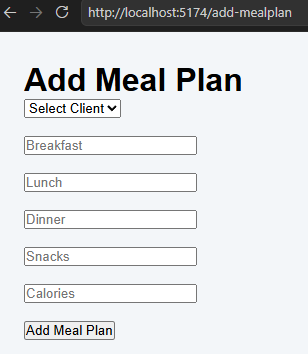 http://localhost:5174/add-mealplan
Add Meal Plan
Select Client
Breakfast
Lunch
Dinner
Snacks
Calories
Add Meal Plan